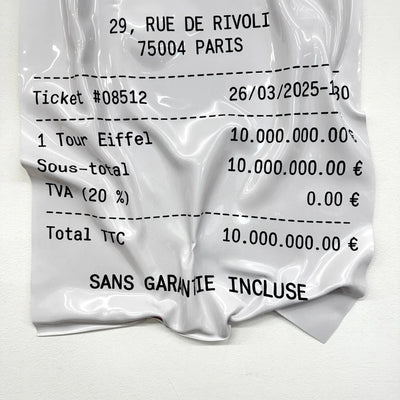 29, RUE DE RIVOLI
75004 PARIS
Ticket #08512 26/03/2025-
1 Tour Eiffel 10.000.000.00
Sous-total 10.000.000.00 €
TVA (20 %) 0.00 €
Total TTC 10.000.000.00 €
SANS GARANTIE INCLUSE